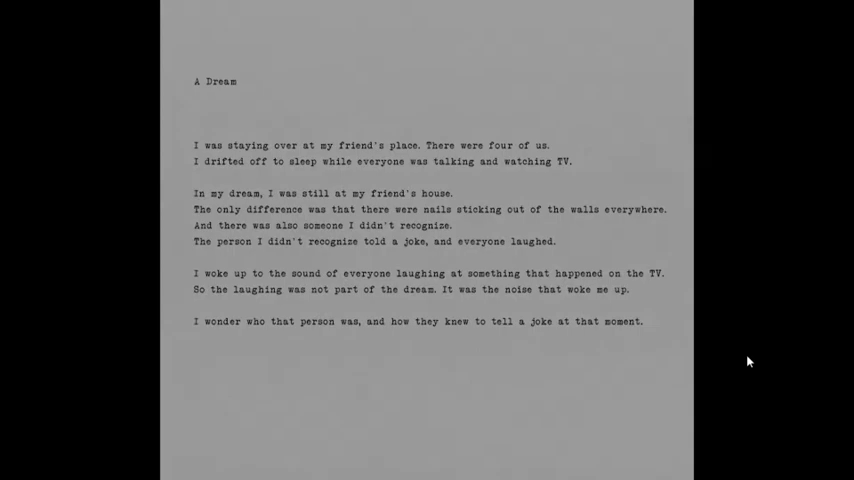 A Dream
I was staying over at my friend's place. There were four of us.
I drifted off to sleep while everyone was talking and watching TV.
In my dream, I was still at my friend's house.
The only difference was that there were nails sticking out of the walls everywhere.
And there was also someone I didn't recognize.
The person I didn't recognize told a joke, and everyone laughed.
I woke up to the sound of everyone laughing at something that happened on the TV.
So the laughing was not part of the dream. It was the noise that woke me up.
I wonder who that person was, and how they knew to tell a joke at that moment.